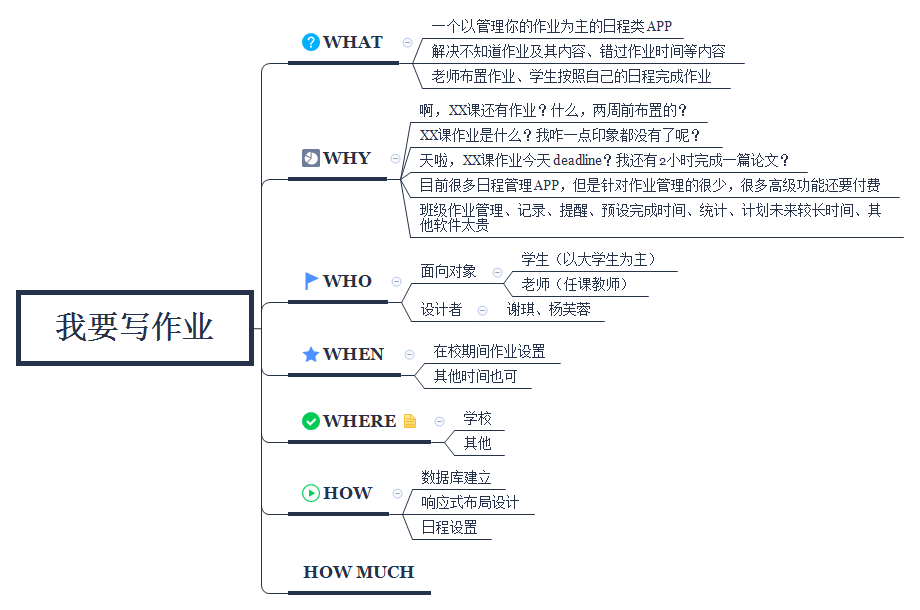 我要写作业
WHAT
一个以管理你的作业为主的日程类APP
解决不知道作业及其内容、错过作业时间等内容
老师布置作业、学生按照自己的日程完成作业
WHY
啊，XX课还有作业？什么，两周前布置的？
XX课作业是什么？我咋一点印象都没有了呢？
天啦，XX课作业今天deadline？我还有2小时完成一篇论文？
目前很多日程管理APP，但是针对作业管理的很少，很多高级功能还要付费
班级作业管理、记录、提醒、预设完成时间、统计、计划未来较长时间、其
他软件太贵
WHO
面向对象
学生（以大学生为主）
老师（任课教师）
设计者
谢琪、杨芙蓉
WHEN
在校期间作业设置
其他时间也可
WHERE
学校
其他
HOW
数据库建立
响应式布局设计
日程设置
HOW MUCH